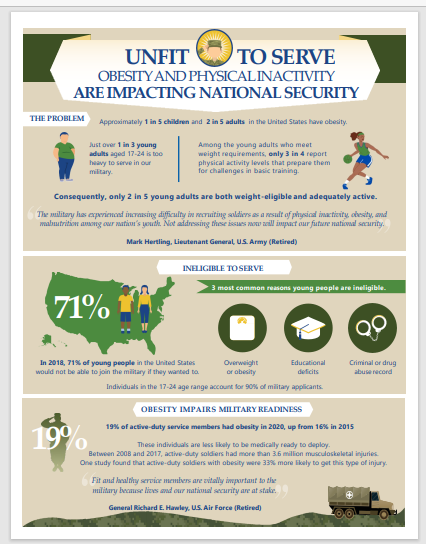 UNFIT TO SERVE
OBESITY AND PHYSICAL INACTIVITY
ARE IMPACTING NATIONAL SECURITY
THE PROBLEM
Approximately 1 in 5 children and 2 in 5 adults in the United States have obesity.
Just over 1 in 3 young
adults aged 17-24 is too
heavy to serve in our
military.
Among the young adults who meet
weight requirements, only 3 in 4 report
physical activity levels that prepare them
for challenges in basic training.
Consequently, only 2 in 5 young adults are both weight-eligible and adequately active.
“The military has experienced increasing difficulty in recruiting soldiers as a result of physical inactivity, obesity, and
malnutrition among our nation's youth. Not addressing these issues now will impact our future national security.”
Mark Hertling, Lieutenant General, U.S. Army (Retired)
INELIGIBLE TO SERVE
71%
3 most common reasons young people are ineligible.
Overweight
or obesity
Educational
deficits
Criminal or drug
abuse record
In 2018, 71% of young people in the United States
would not be able to join the military if they wanted to.
Individuals in the 17-24 age range account for 90% of military applicants.
OBESITY IMPAIRS MILITARY READINESS
19%
19% of active-duty service members had obesity in 2020, up from 16% in 2015
These individuals are less likely to be medically ready to deploy.
Between 2008 and 2017, active-duty soldiers had more than 3.6 million musculoskeletal injuries.
One study found that active-duty soldiers with obesity were 33% more likely to get this type of injury.
“Fit and healthy service members are vitally important to the
military because lives and our national security are at stake.”
General Richard E. Hawley, U.S. Air Force (Retired)